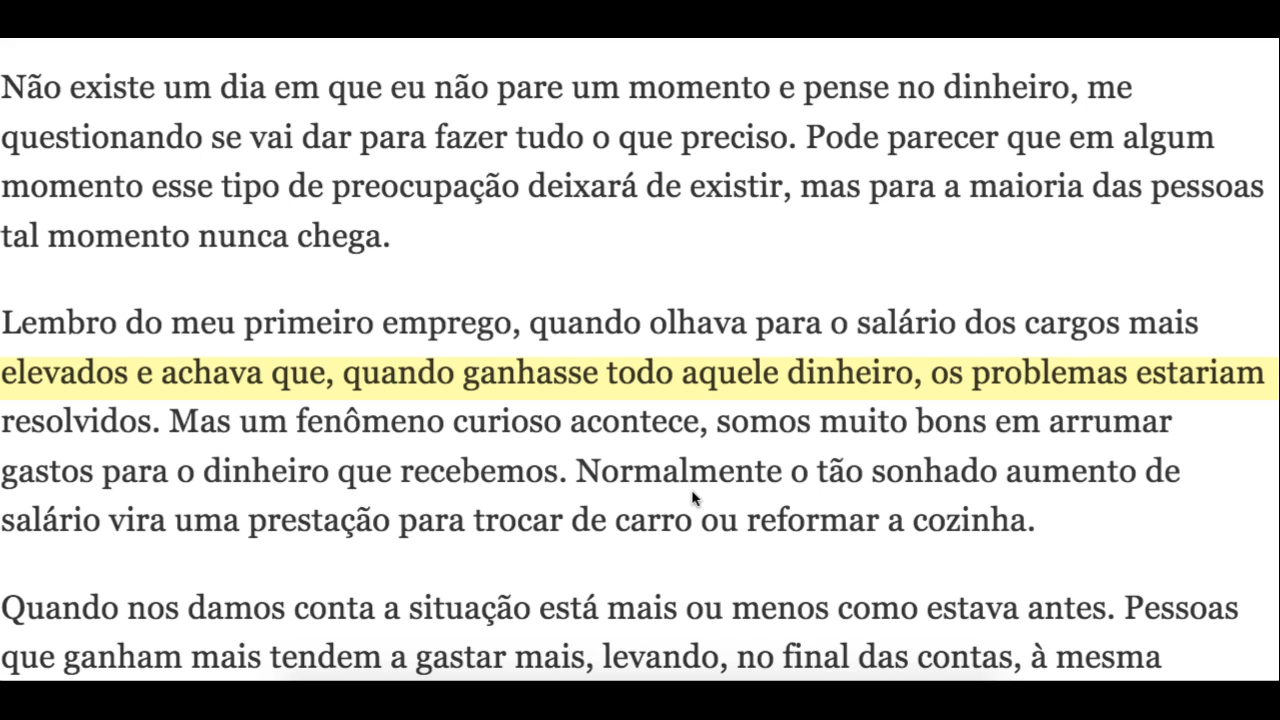 Não existe um dia em que eu não pare um momento e pense no dinheiro, me
questionando se vai dar para fazer tudo o que preciso. Pode parecer que em algum
momento esse tipo de preocupação deixará de existir, mas para a maioria das pessoas
tal momento nunca chega.
Lembro do meu primeiro emprego, quando olhava para o salário dos cargos mais
elevados e achava que, quando ganhasse todo aquele dinheiro, os problemas estariam
resolvidos. Mas um fenômeno curioso acontece, somos muito bons em arrumar
gastos para o dinheiro que recebemos. Normalmente o tão sonhado aumento de
salário vira uma prestação para trocar de carro ou reformar a cozinha.
Quando nos damos conta a situação está mais ou menos como estava antes. Pessoas
que ganham mais tendem a gastar mais, levando, no final das contas, à mesma